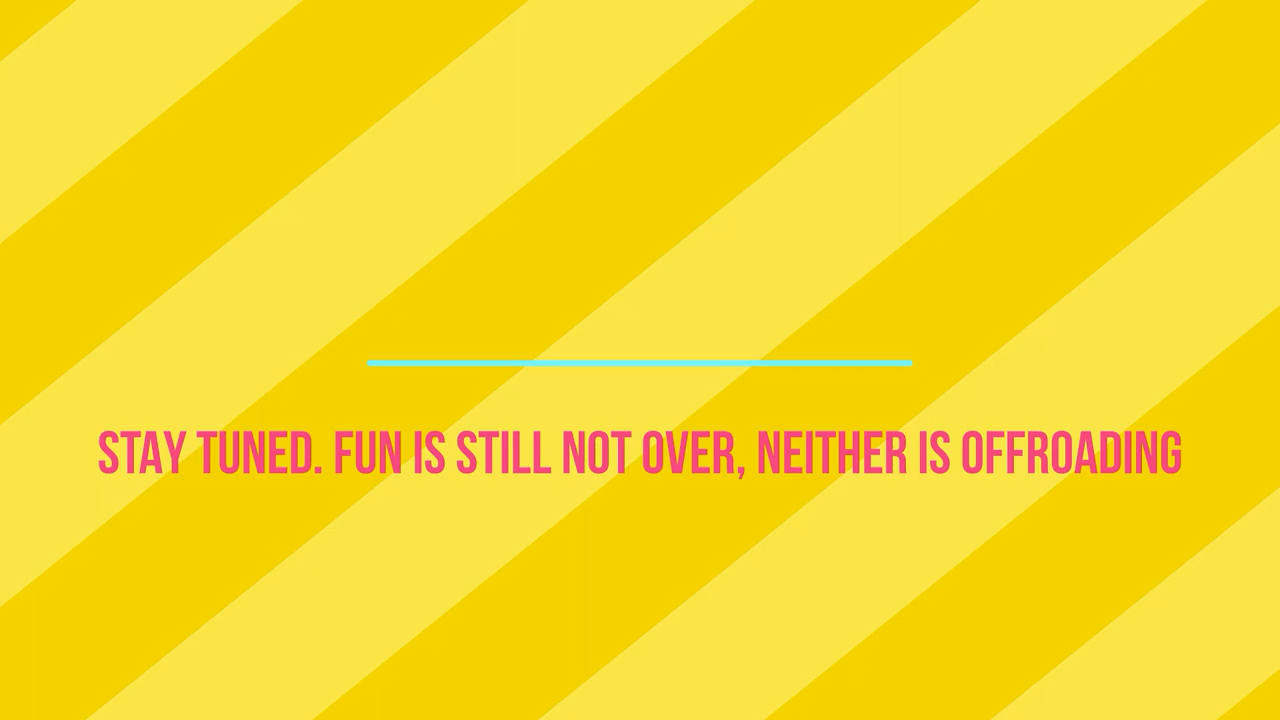 STAY TUNED. FUN IS STILL NOT OVER, NEITHER IS OFFROADING